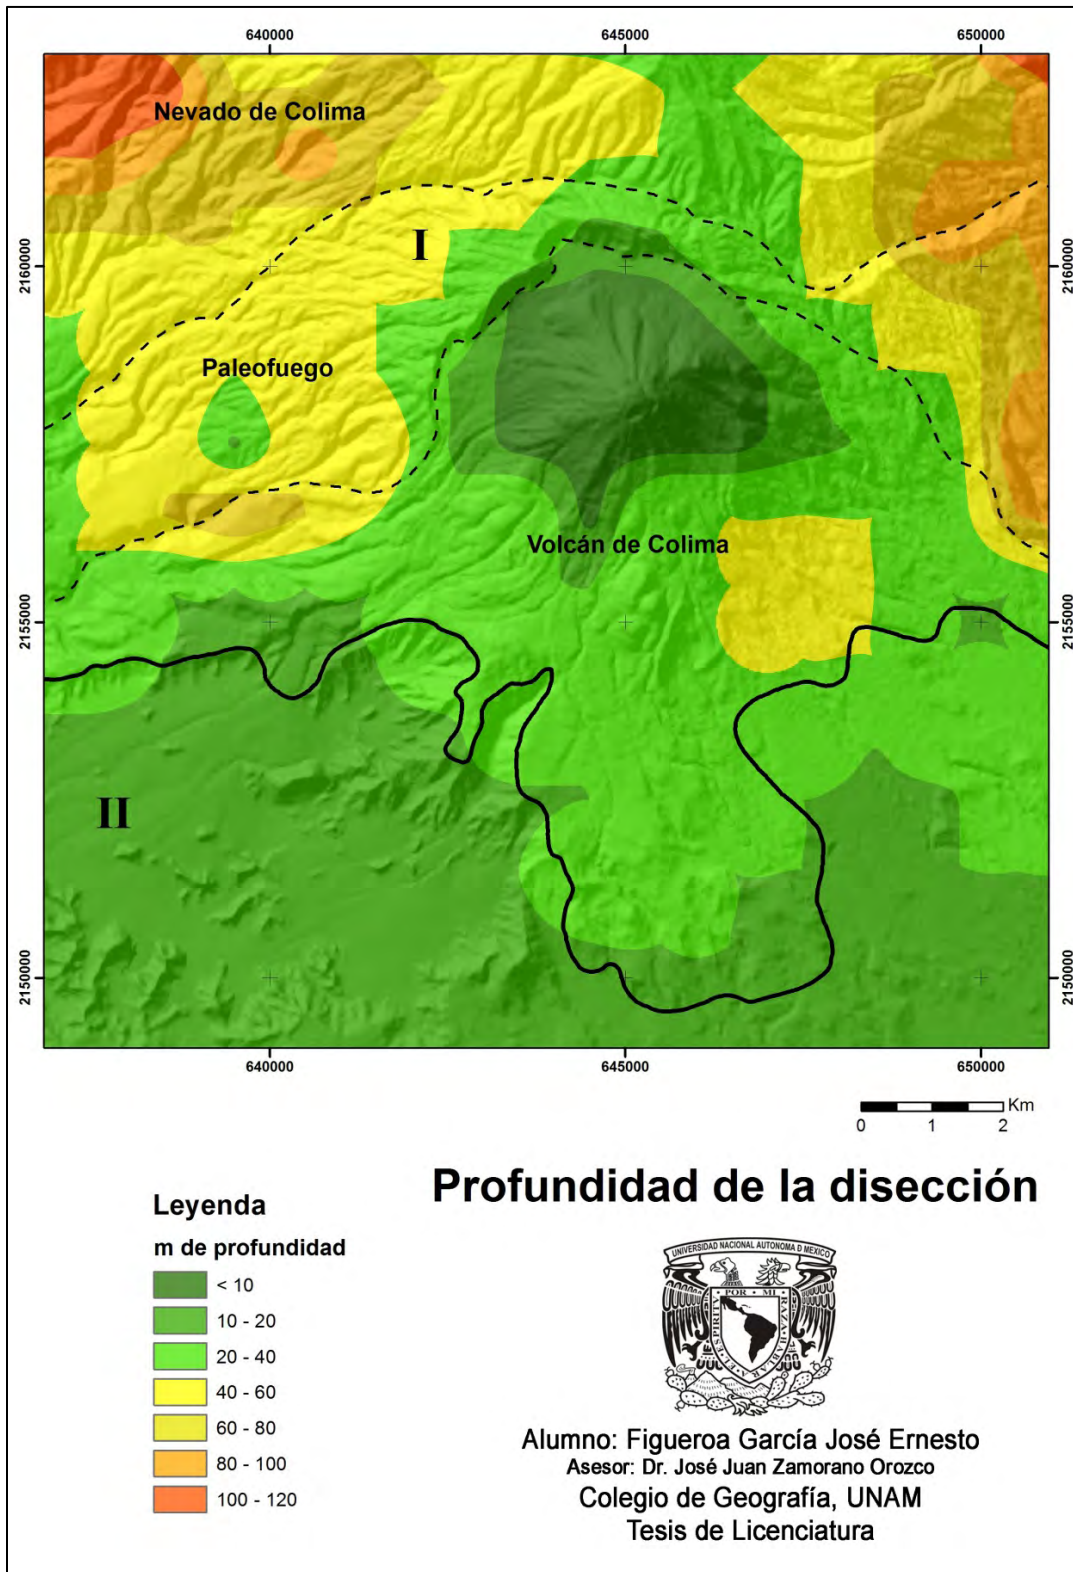 640000 645000 650000
Nevado de Colima
I
2160000 2160000
Paleofuego
Volcán de Colima
2155000 2155000
II
2150000 2150000
640000 645000 650000
Km
0 1 2
Profundidad de la disección
Leyenda
m de profundidad
< 10
10 - 20
20 - 40
40 - 60
60 - 80
80 - 100
100 - 120
UNIVERSIDAD NACIONAL AUTONOMA D MEXICO
POR · MI · RAZA · HABLARA · EL · ESPIRITU
Alumno: Figueroa García José Ernesto
Asesor: Dr. José Juan Zamorano Orozco
Colegio de Geografía, UNAM
Tesis de Licenciatura